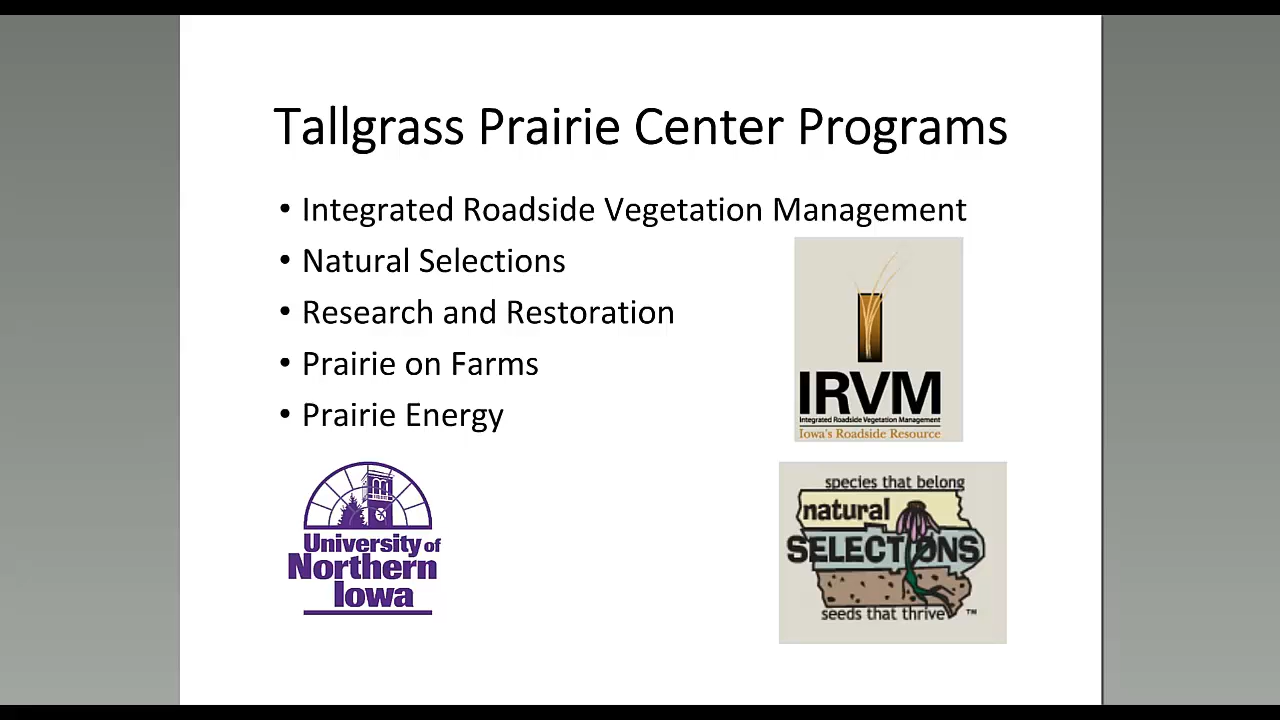 Tallgrass Prairie Center Programs
• Integrated Roadside Vegetation Management
• Natural Selections
• Research and Restoration
• Prairie on Farms
• Prairie Energy
IRVM
Integrated Roadside Vegetation Management
Iowa's Roadside Resource
University of
Northern
Iowa
species that belong
natural
SELECTIONS
seeds that thrive
TM